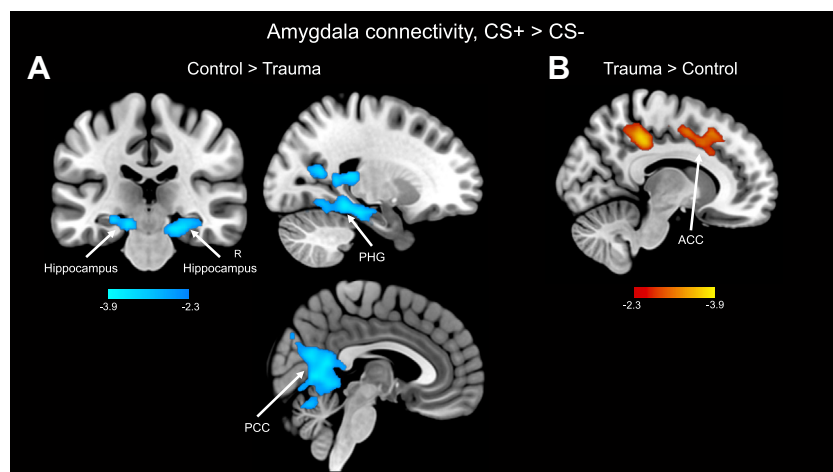 Amygdala connectivity, CS+ > CS-
A
Control > Trauma
Hippocampus
Hippocampus
R
PHG
-3.9
-2.3
PCC
B
Trauma > Control
ACC
-2.3
-3.9